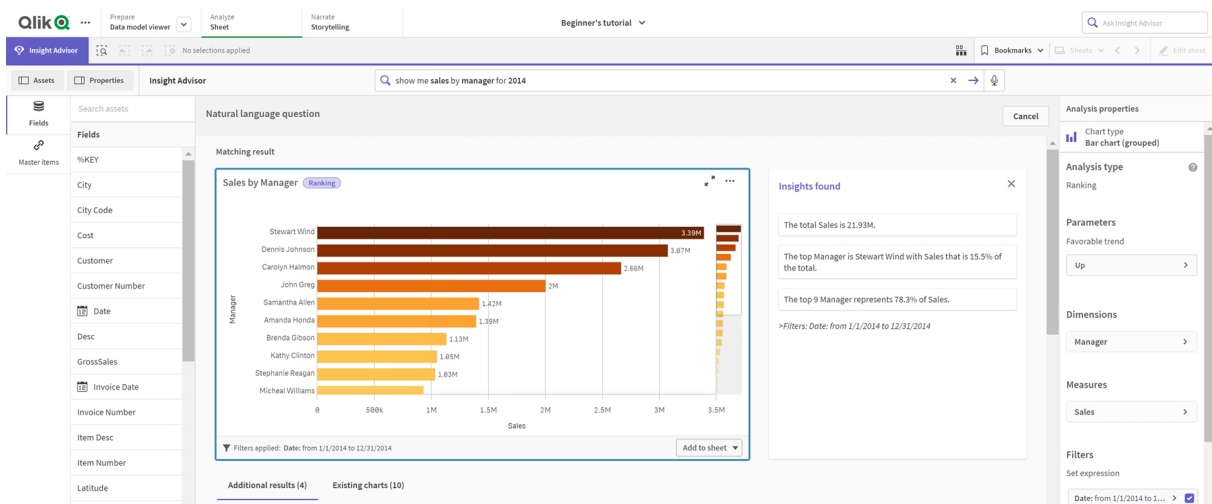 Qlik
Prepare
Data model viewer
Analyze
Sheet
Narrate
Storytelling
Beginner's tutorial
Ask Insight Advisor
Insight Advisor
No selections applied
Bookmarks
Sheets
Edit sheet
Assets
Properties
Insight Advisor
show me sales by manager for 2014
Fields
Master items
Search assets
Fields
%KEY
City
City Code
Cost
Customer
Customer Number
Date
Desc
GrossSales
Invoice Date
Invoice Number
Item Desc
Item Number
Latitude
Natural language question
Cancel
Matching result
Sales by Manager
Ranking
Manager
Stewart Wind 3.39M
Dennis Johnson 3.07M
Carolyn Halmon 2.66M
John Greg 2M
Samantha Allen 1.42M
Amanda Honda 1.39M
Brenda Gibson 1.13M
Kathy Clinton 1.05M
Stephanie Reagan 1.03M
Micheal Williams
0 500k 1M 1.5M 2M 2.5M 3M 3.5M
Sales
Filters applied: Date: from 1/1/2014 to 12/31/2014
Add to sheet
Additional results (4)
Existing charts (10)
Insights found
The total Sales is 21.93M.
The top Manager is Stewart Wind with Sales that is 15.5% of
the total.
The top 9 Manager represents 78.3% of Sales.
>Filters: Date: from 1/1/2014 to 12/31/2014
Analysis properties
Chart type
Bar chart (grouped)
Analysis type
Ranking
Parameters
Favorable trend
Up
Dimensions
Manager
Measures
Sales
Filters
Set expression
Date: from 1/1/2014 to 1...